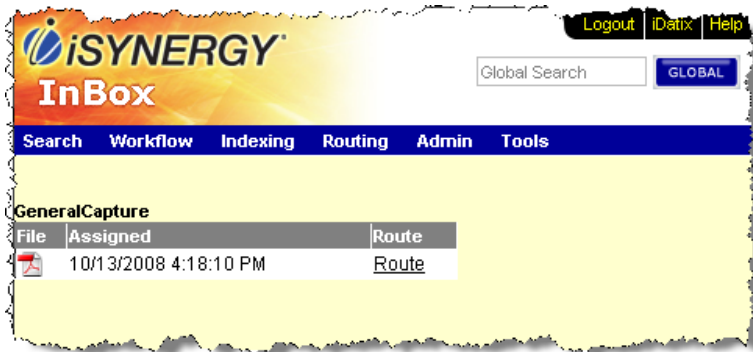 Logout iDatix Help
iSYNERGY
Global Search GLOBAL
InBox
Search Workflow Indexing Routing Admin Tools
GeneralCapture
File Assigned Route
10/13/2008 4:18:10 PM Route